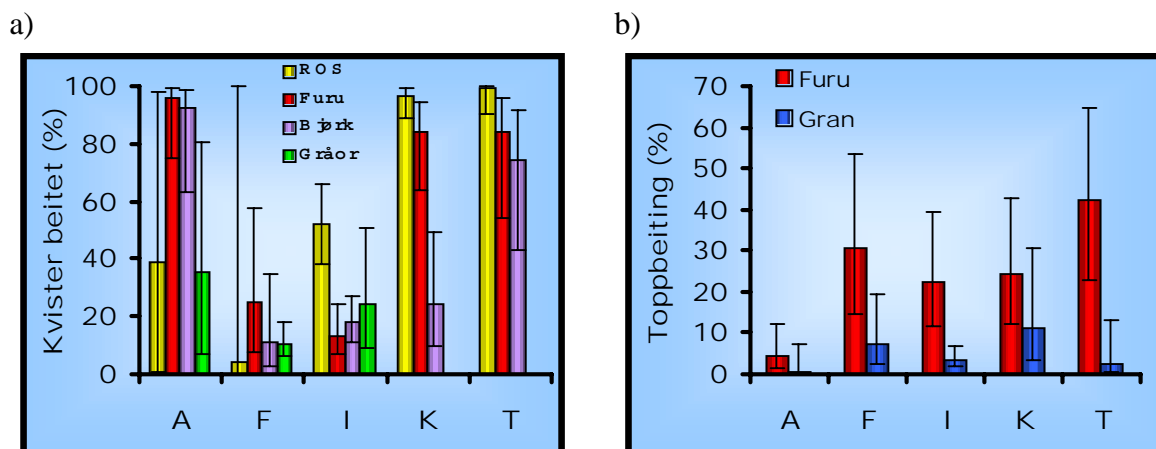 a)
b)
Kvister beitet (%)
100
80
60
40
20
0
ROS
Furu
Bjørk
Gråor
A F I K T
Toppbeiting (%)
70
60
50
40
30
20
10
0
Furu
Gran
A F I K T